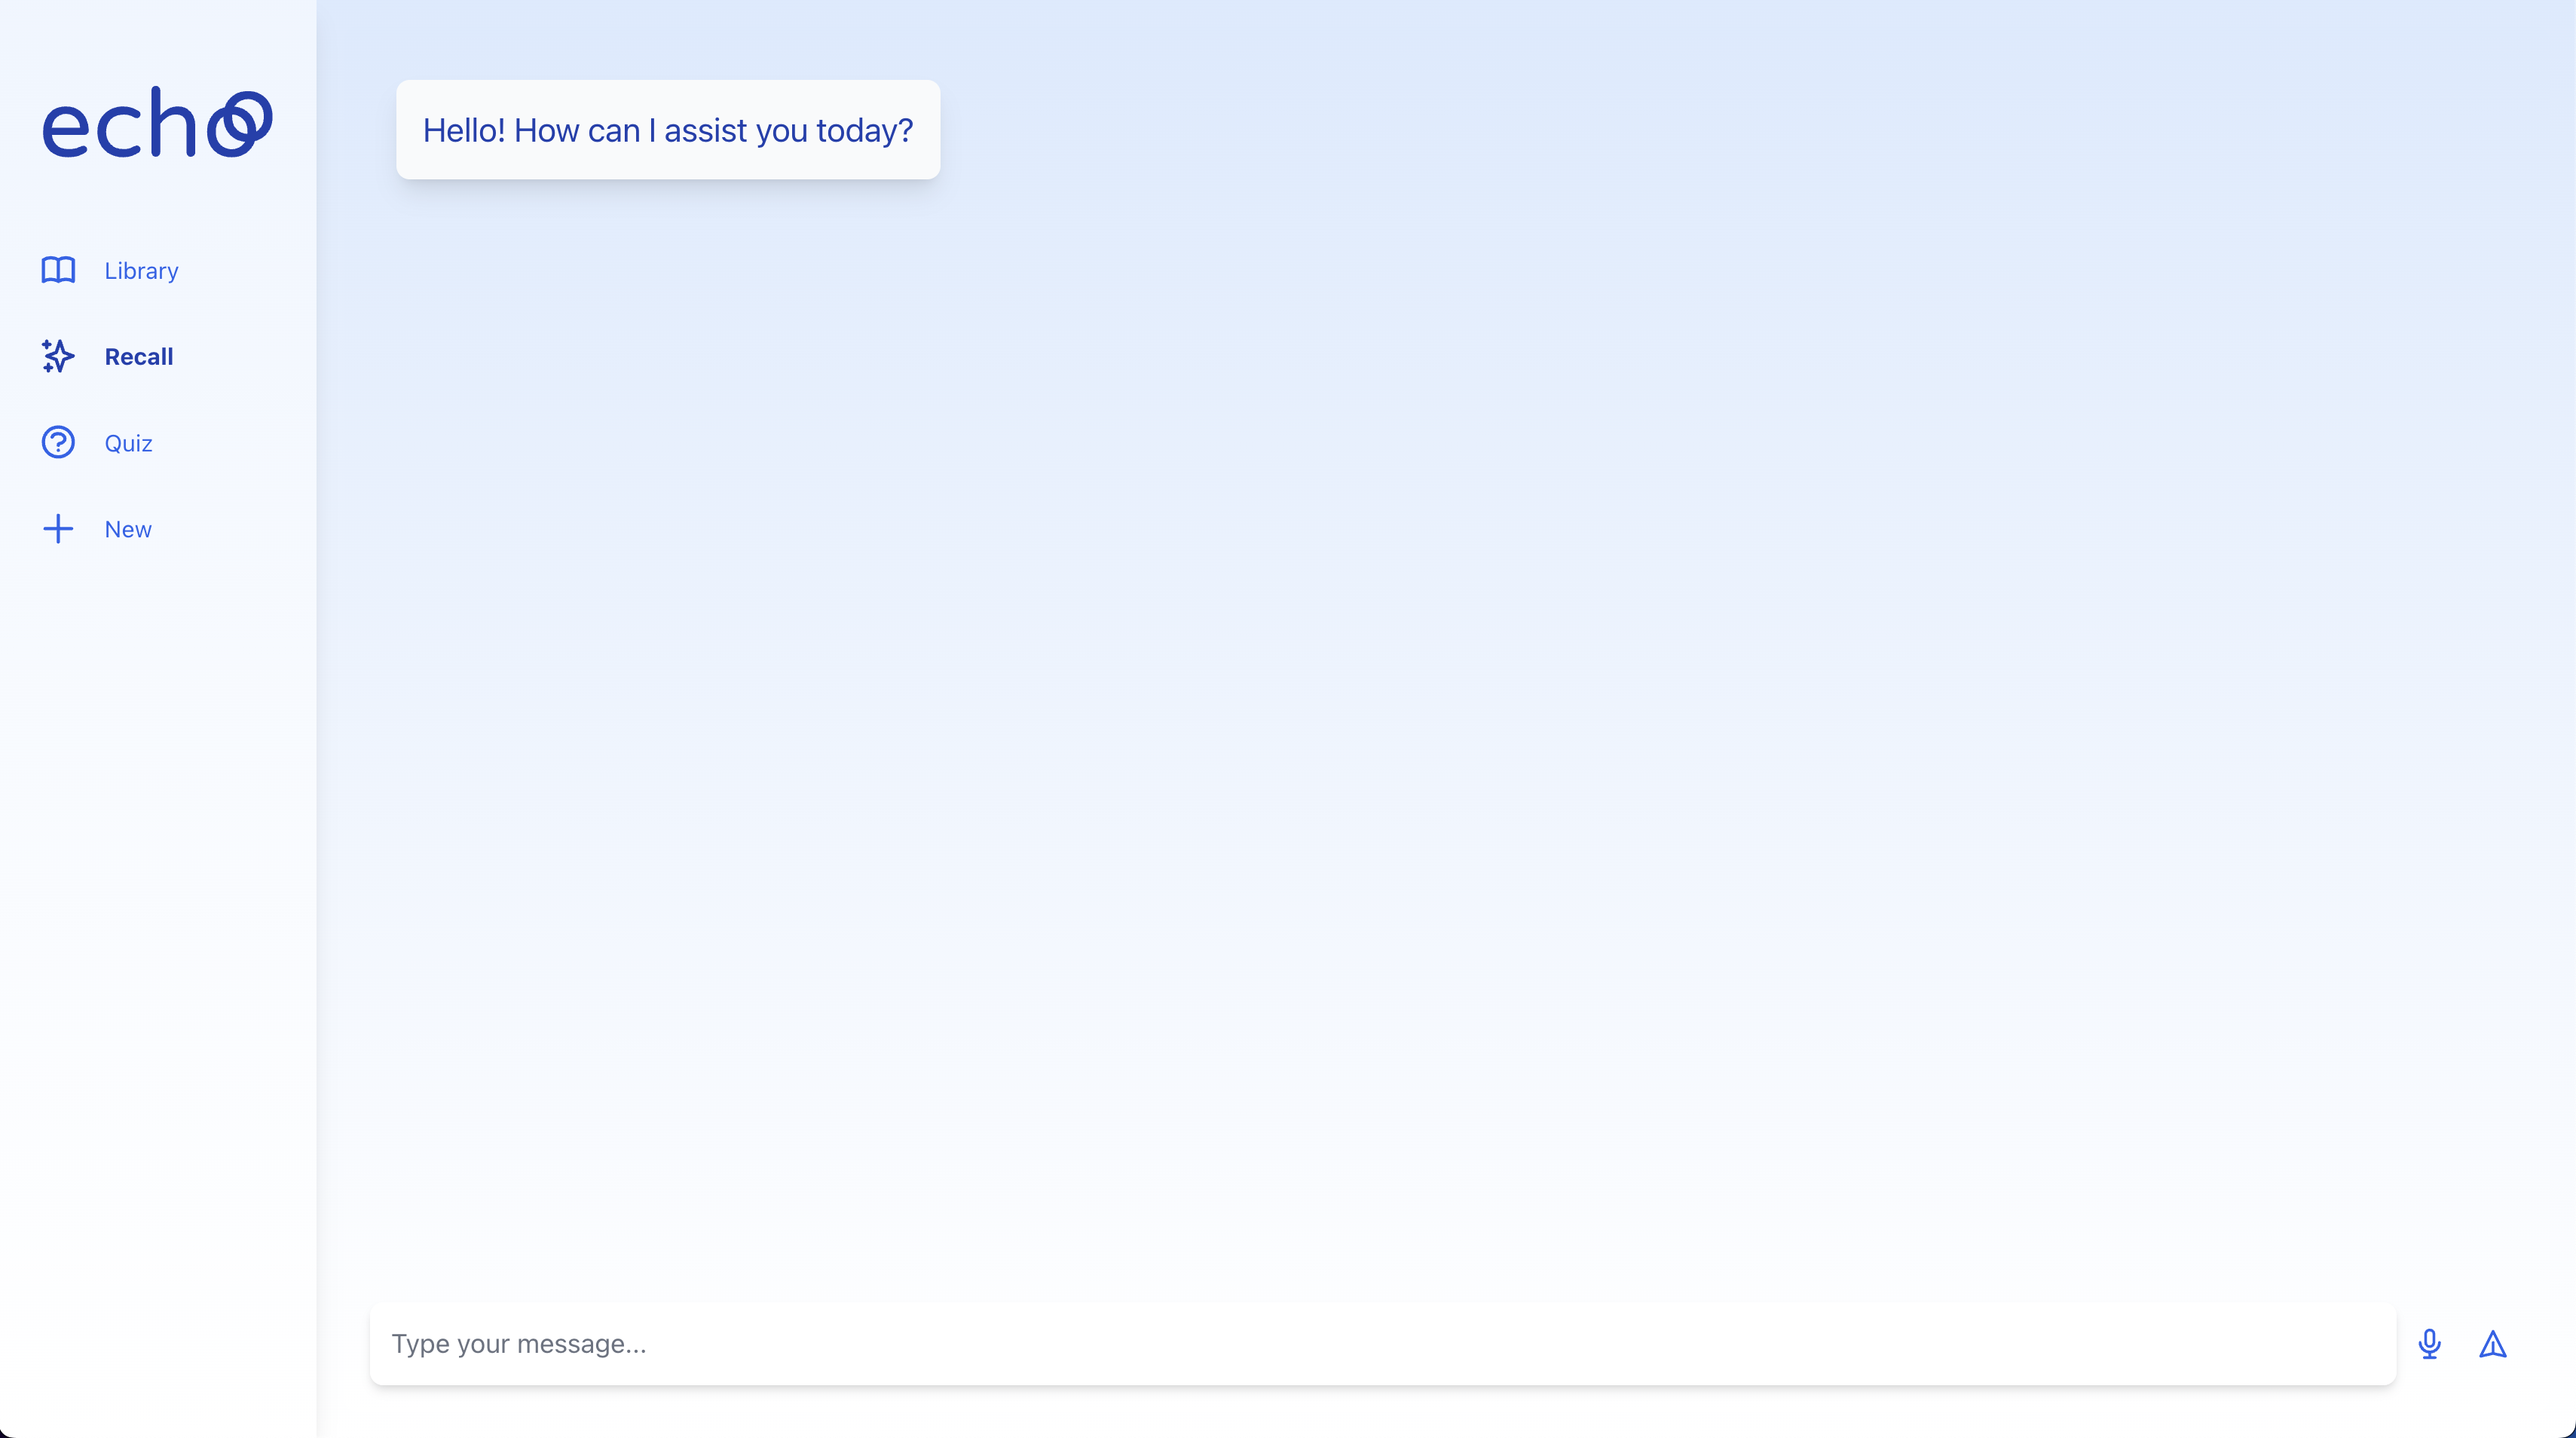 echo
Library
Recall
Quiz
New
Hello! How can I assist you today?
Type your message...